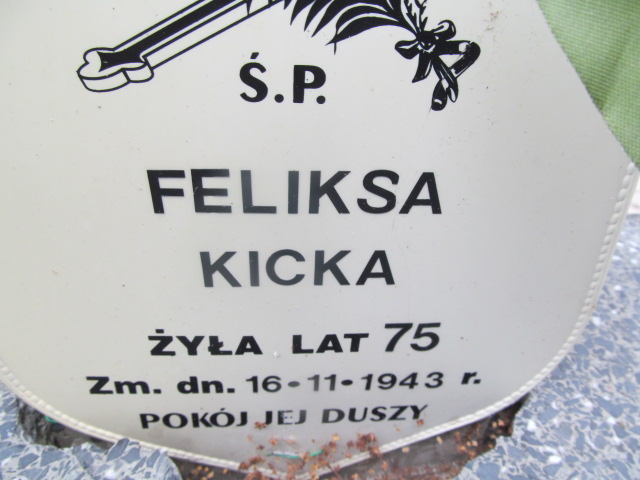 Ś.P.
FELIKSA
KICKA
ŻYŁA LAT 75
Zm. dn. 16•11•1943 r.
POKÓJ JEJ DUSZY